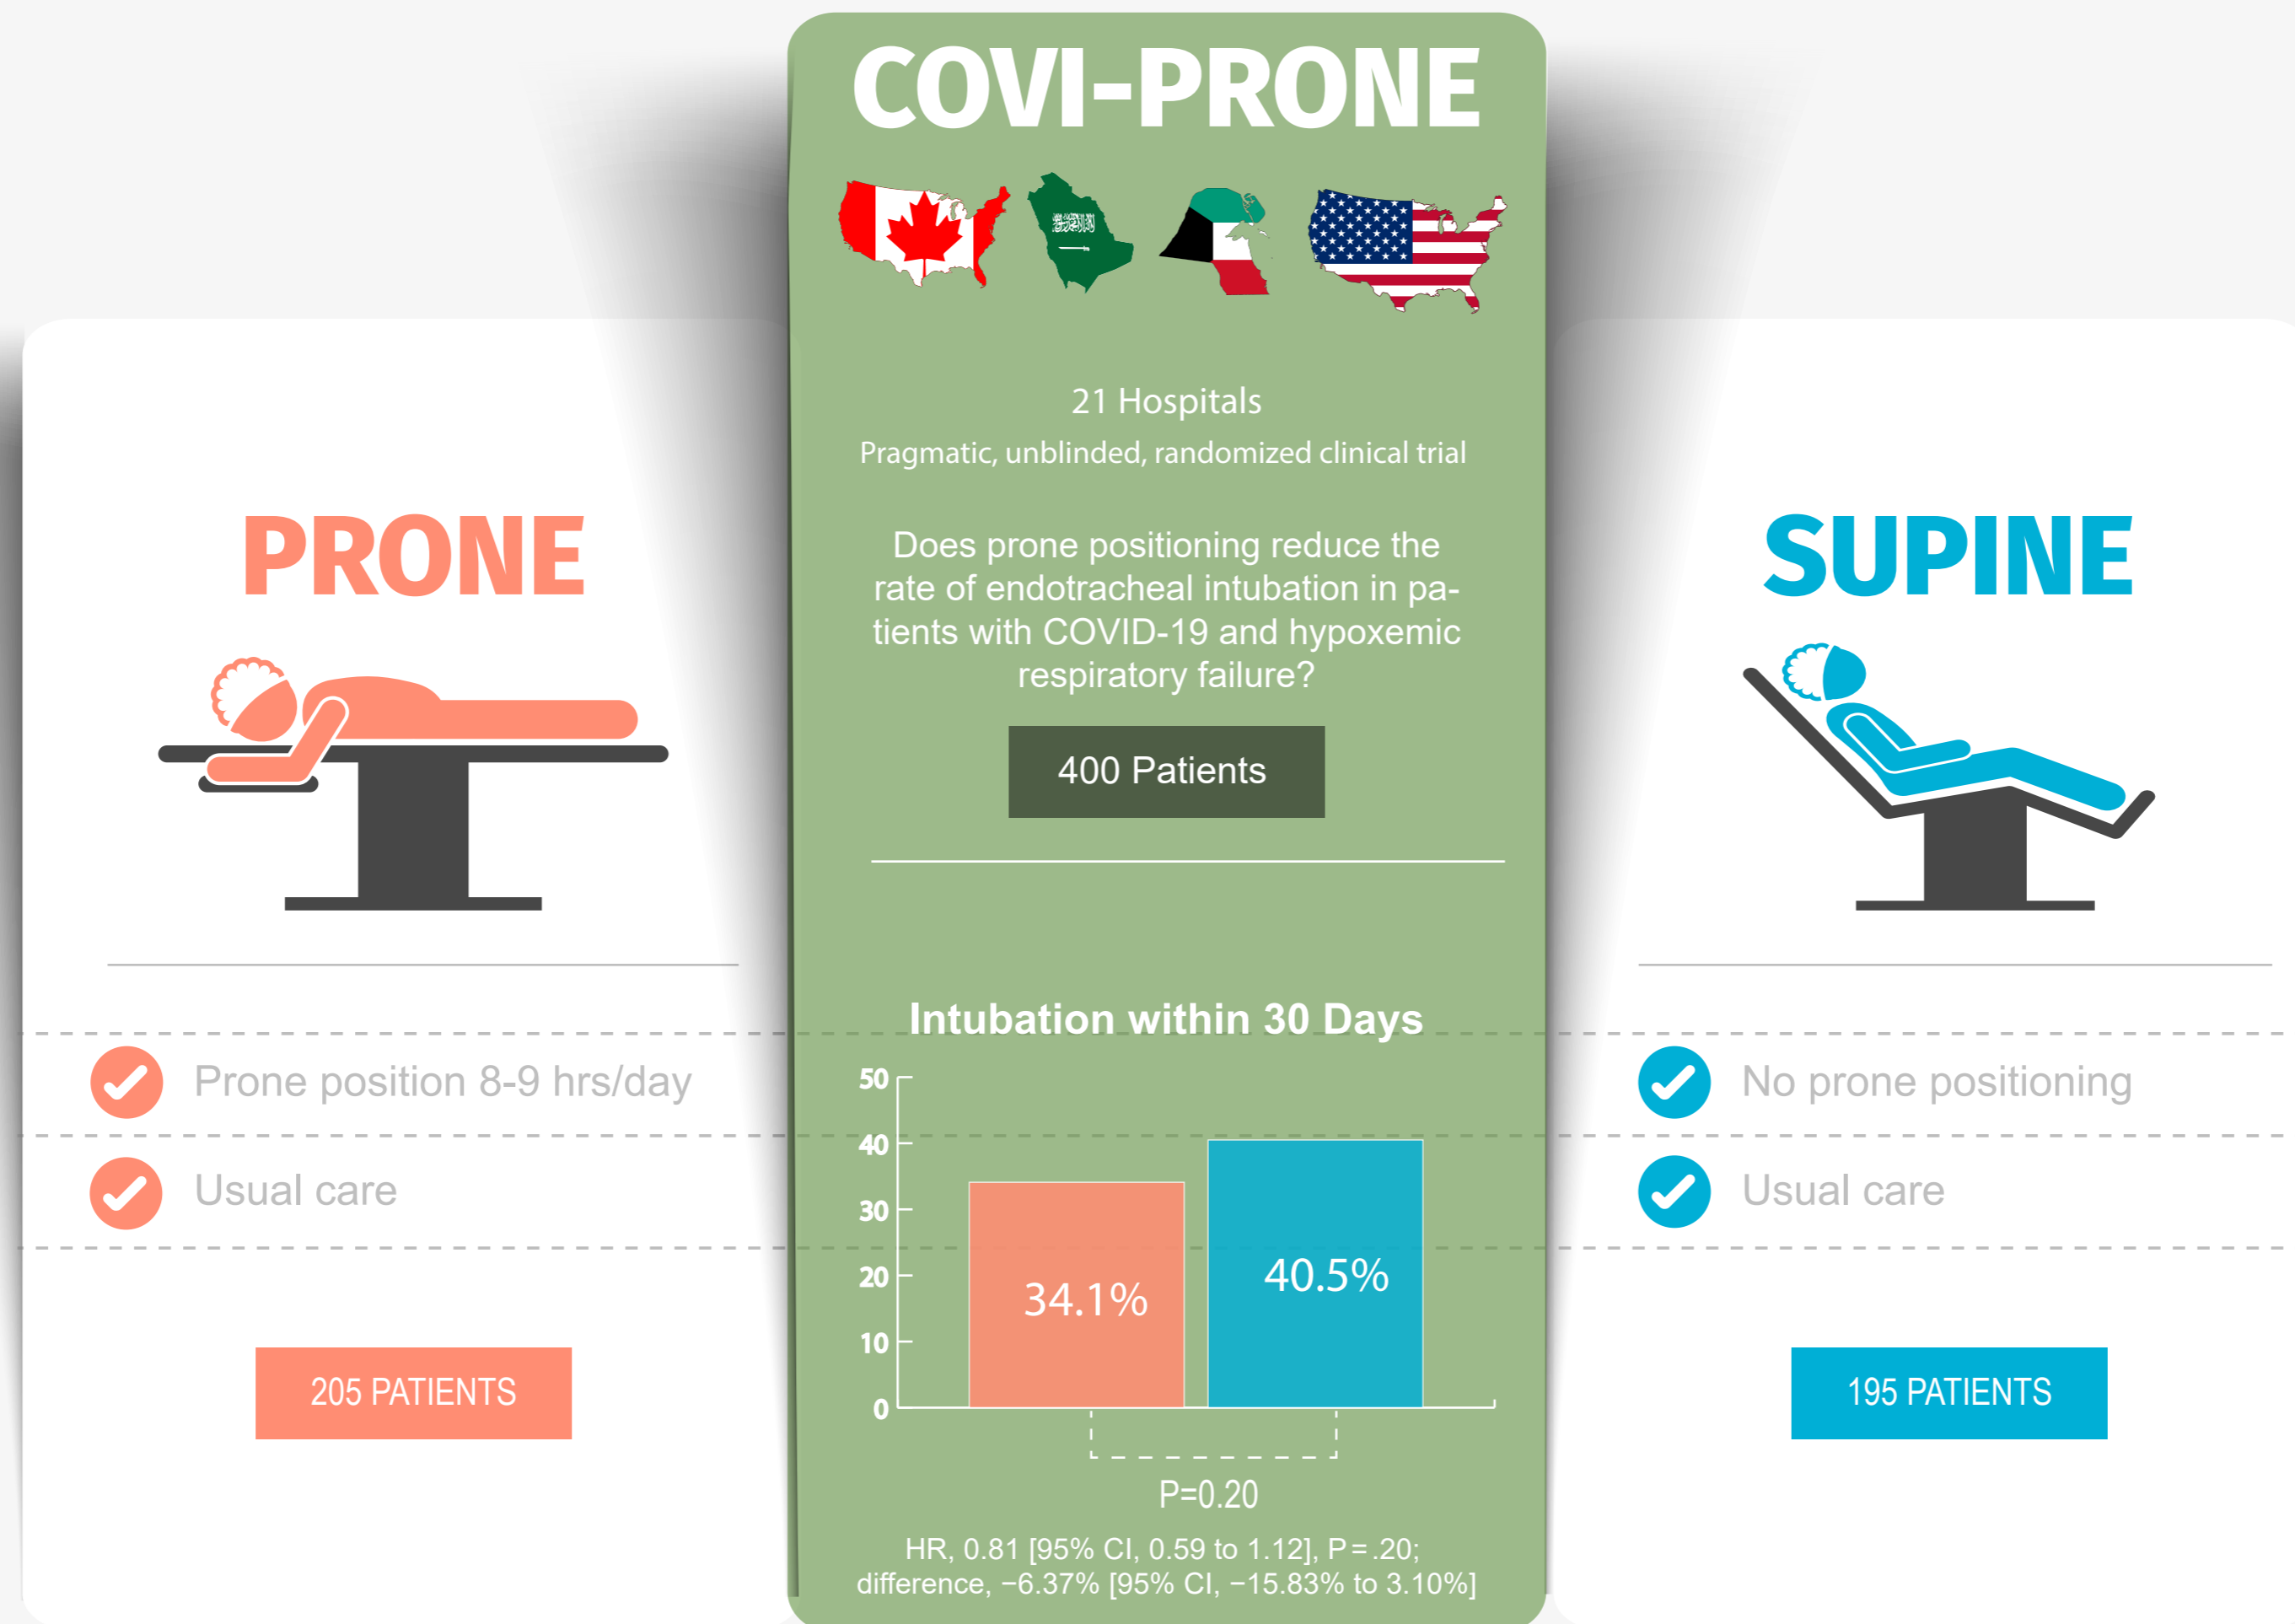 COVI-PRONE
21 Hospitals
Pragmatic, unblinded, randomized clinical trial
Does prone positioning reduce the
rate of endotracheal intubation in pa-
tients with COVID-19 and hypoxemic
respiratory failure?
400 Patients
PRONE
Prone position 8-9 hrs/day
Usual care
205 PATIENTS
Intubation within 30 Days
50
40
30
20
10
0
34.1%
40.5%
P=0.20
HR, 0.81 [95% CI, 0.59 to 1.12], P = .20;
difference, −6.37% [95% CI, −15.83% to 3.10%]
SUPINE
No prone positioning
Usual care
195 PATIENTS